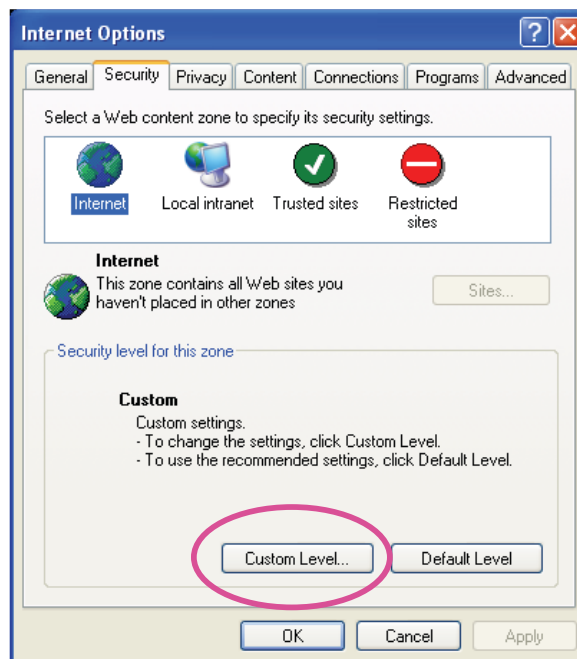 Internet Options
General Security Privacy Content Connections Programs Advanced
Select a Web content zone to specify its security settings.
Internet Local intranet Trusted sites Restricted
sites
Internet
This zone contains all Web sites you
haven't placed in other zones
Sites...
Security level for this zone
Custom
Custom settings.
- To change the settings, click Custom Level.
- To use the recommended settings, click Default Level.
Custom Level... Default Level
OK Cancel Apply